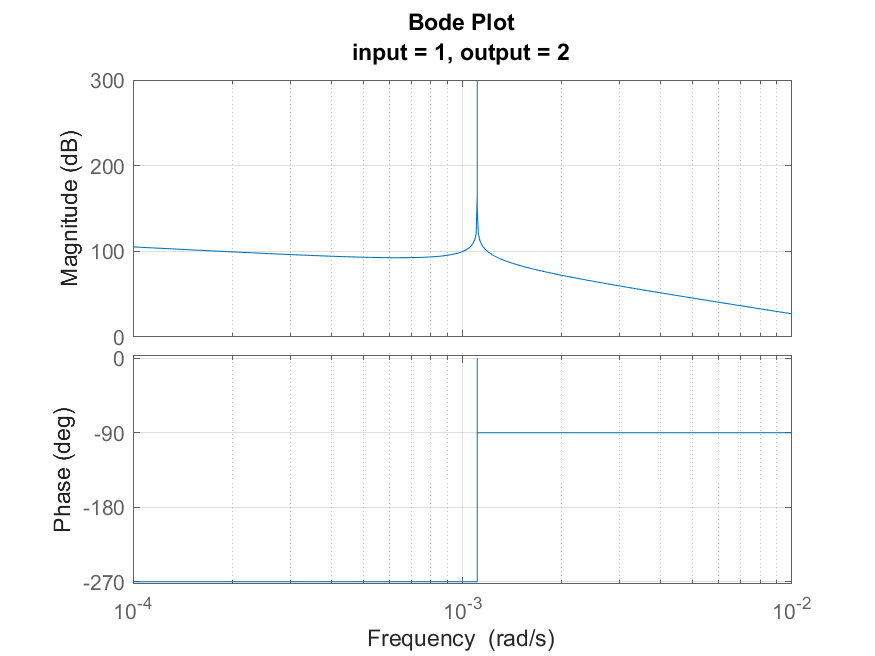 Bode Plot
input = 1, output = 2
Magnitude (dB)
300
200
100
0
Phase (deg)
0
-90
-180
-270
10^-4
10^-3
10^-2
Frequency (rad/s)